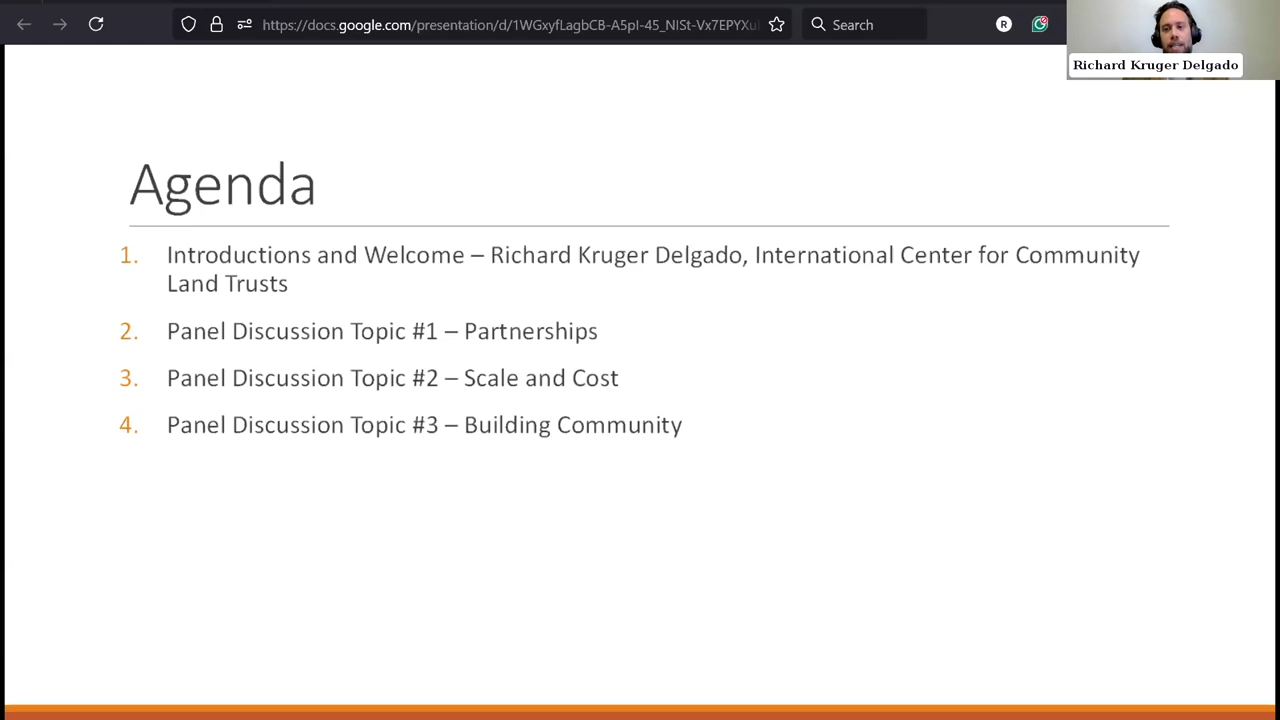 https://docs.google.com/presentation/d/1WGxyfLagbCB-A5pI-45_NISt-Vx7EPYXu
Search
R
Richard Kruger Delgado
Agenda
1. Introductions and Welcome – Richard Kruger Delgado, International Center for Community
Land Trusts
2. Panel Discussion Topic #1 – Partnerships
3. Panel Discussion Topic #2 – Scale and Cost
4. Panel Discussion Topic #3 – Building Community